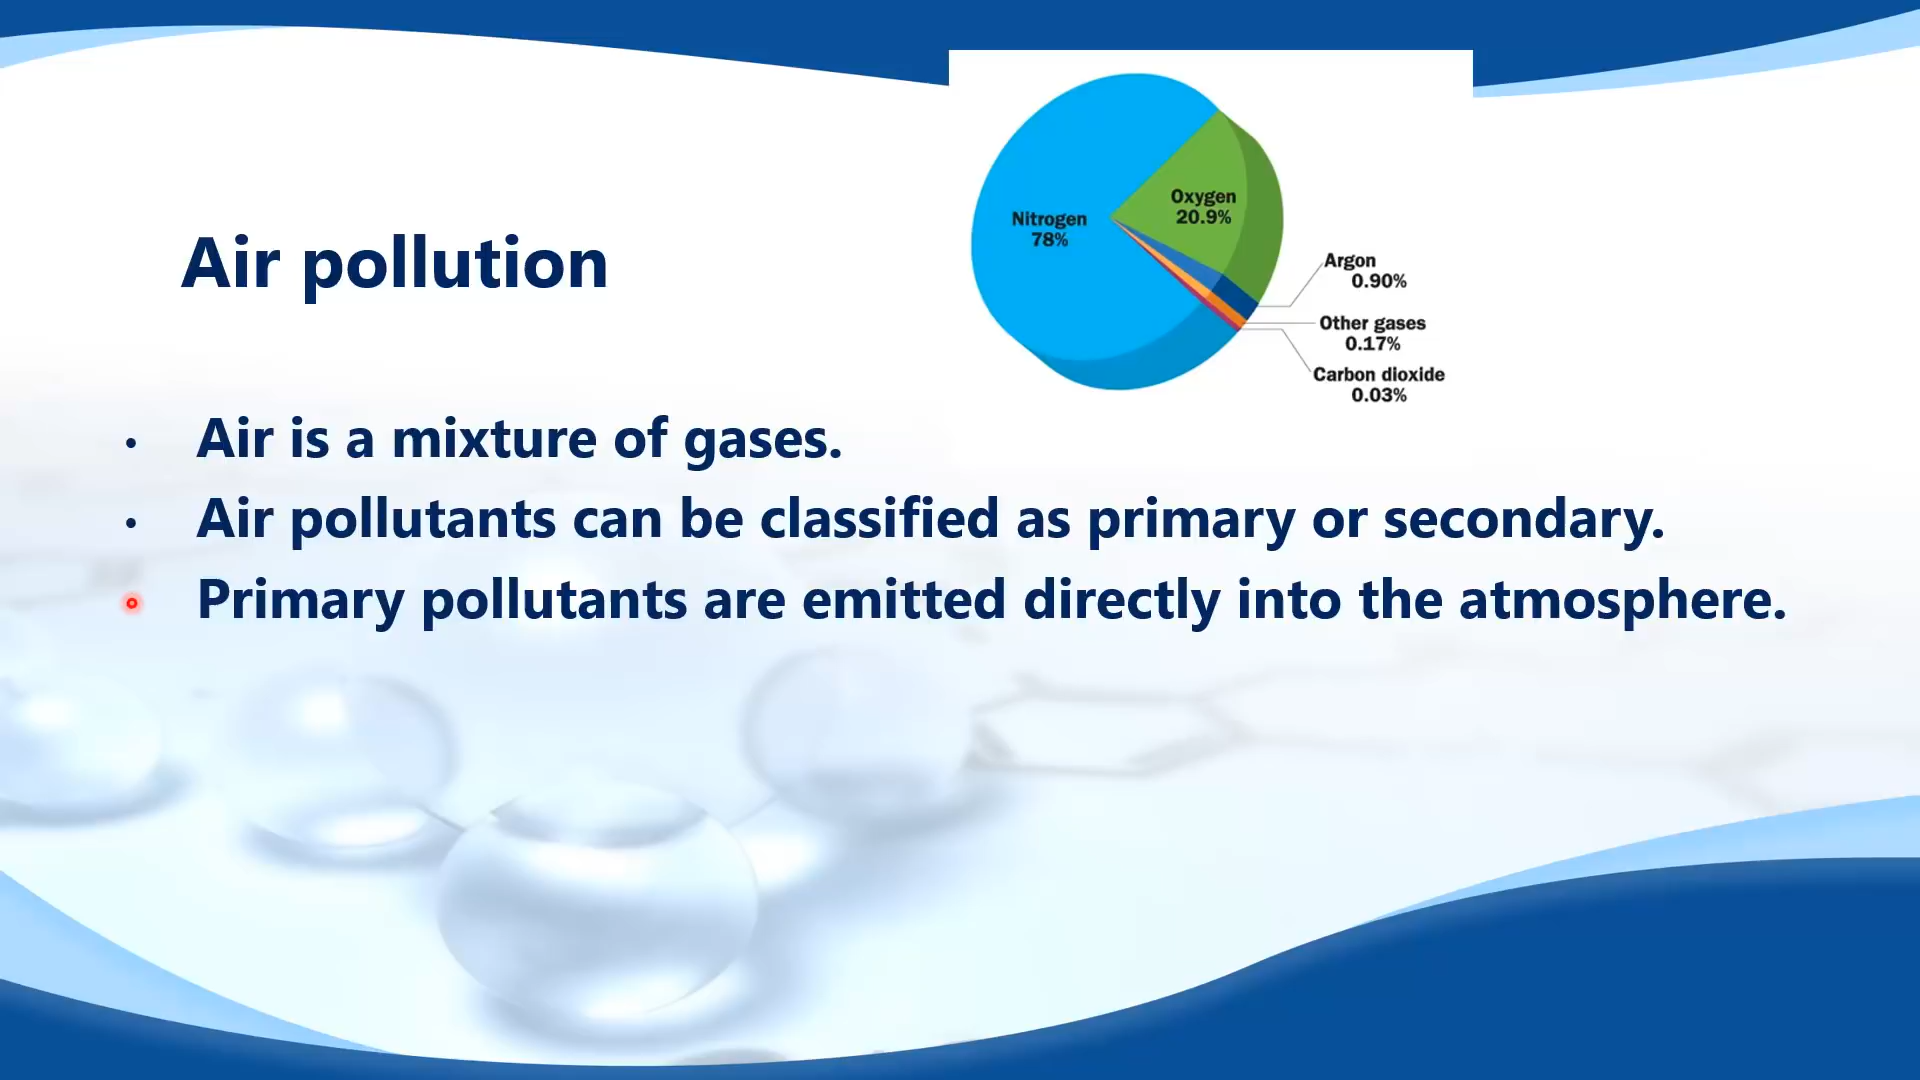 Air pollution
Nitrogen
78%
Oxygen
20.9%
Argon
0.90%
Other gases
0.17%
Carbon dioxide
0.03%
• Air is a mixture of gases.
• Air pollutants can be classified as primary or secondary.
Primary pollutants are emitted directly into the atmosphere.